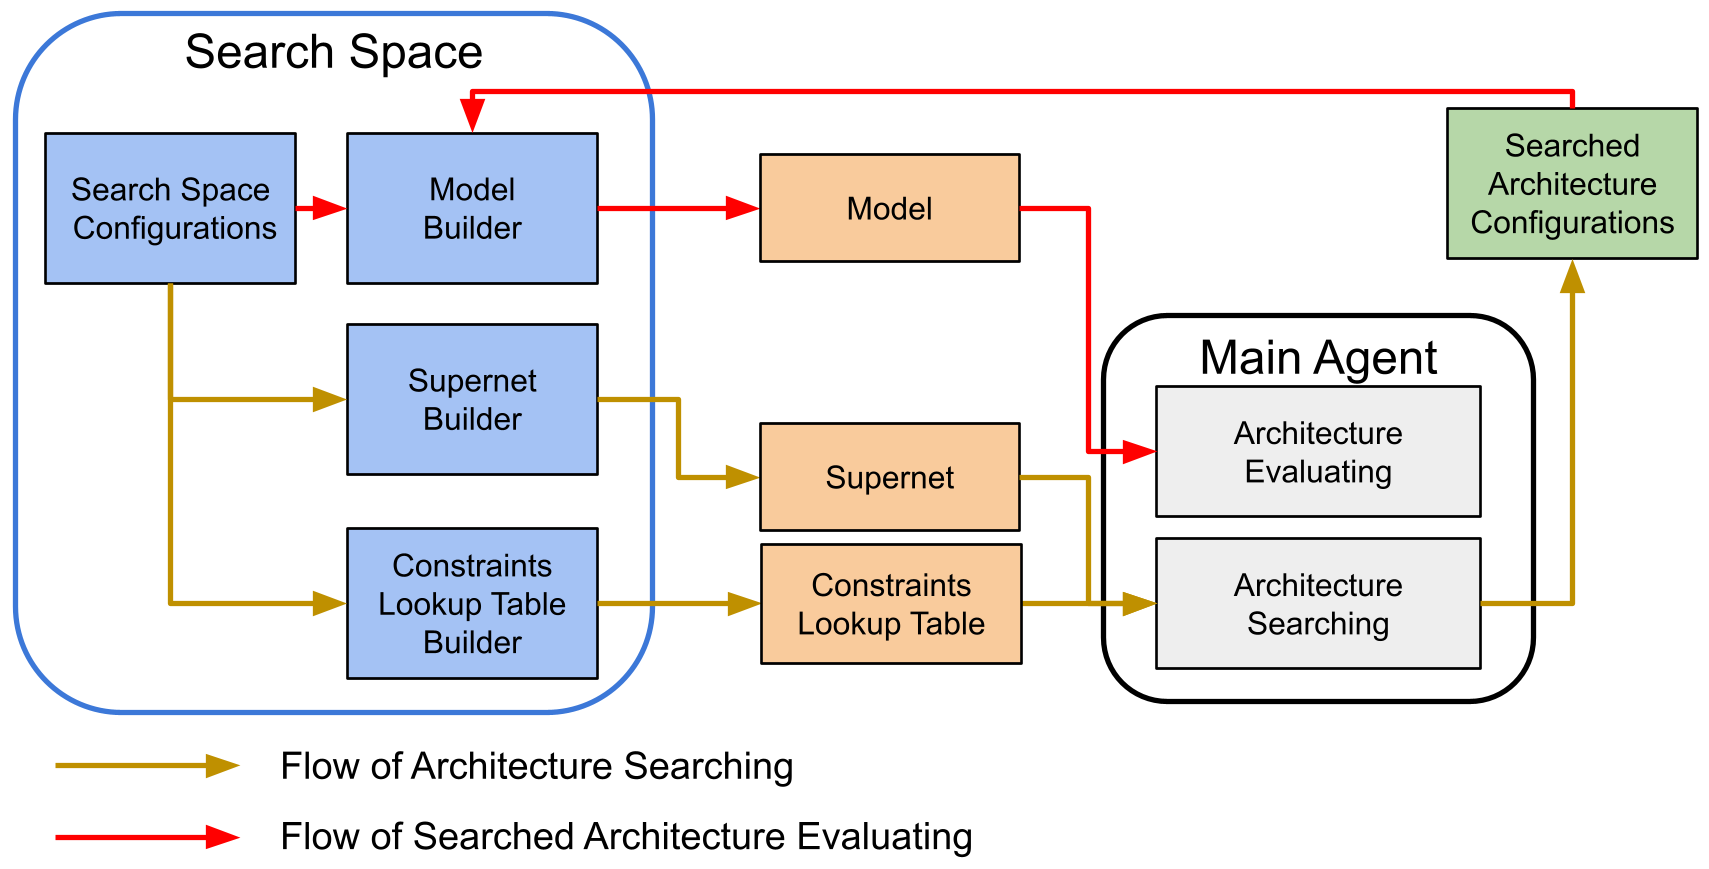 Search Space
Search Space
Configurations
Model
Builder
Model
Searched
Architecture
Configurations
Supernet
Builder
Supernet
Constraints
Lookup Table
Builder
Constraints
Lookup Table
Main Agent
Architecture
Evaluating
Architecture
Searching
Flow of Architecture Searching
Flow of Searched Architecture Evaluating